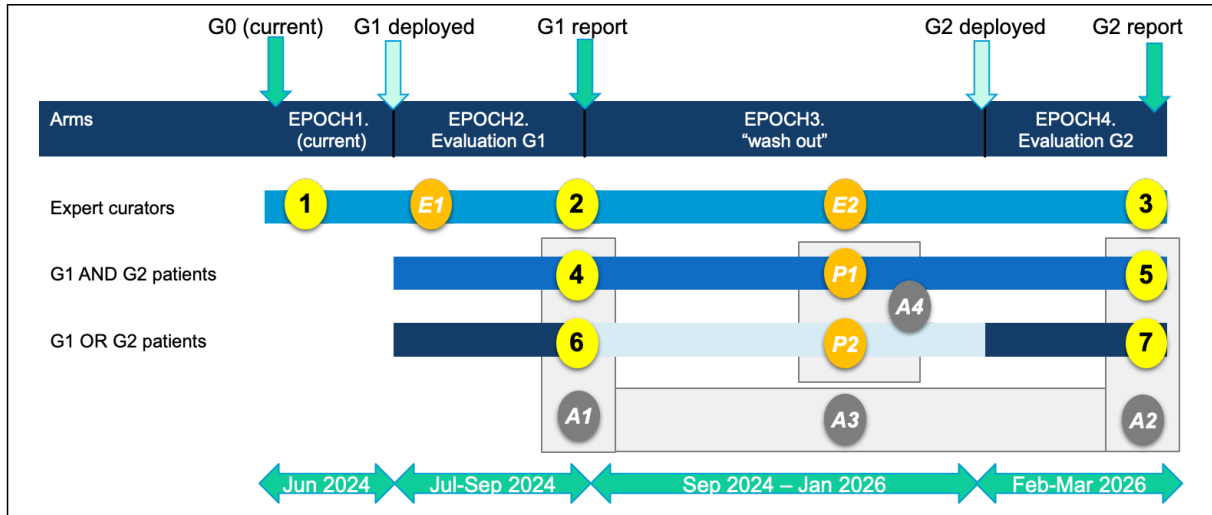 G0 (current) G1 deployed G1 report G2 deployed G2 report
Arms
EPOCH1.
(current)
EPOCH2.
Evaluation G1
EPOCH3.
“wash out”
EPOCH4.
Evaluation G2
Expert curators 1 E1 2 E2 3
G1 AND G2 patients 4 P1 5
A4
G1 OR G2 patients 6 P2 7
A1 A3 A2
Jun 2024 Jul-Sep 2024 Sep 2024 – Jan 2026 Feb-Mar 2026